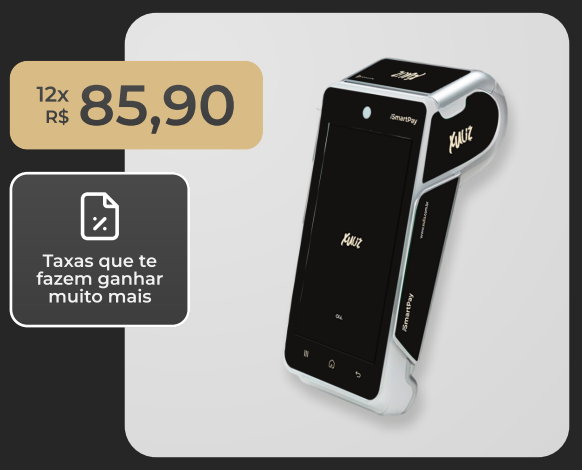 12x
R$ 85,90
Taxas que te
fazem ganhar
muito mais
iSmartPay
iSmartPay